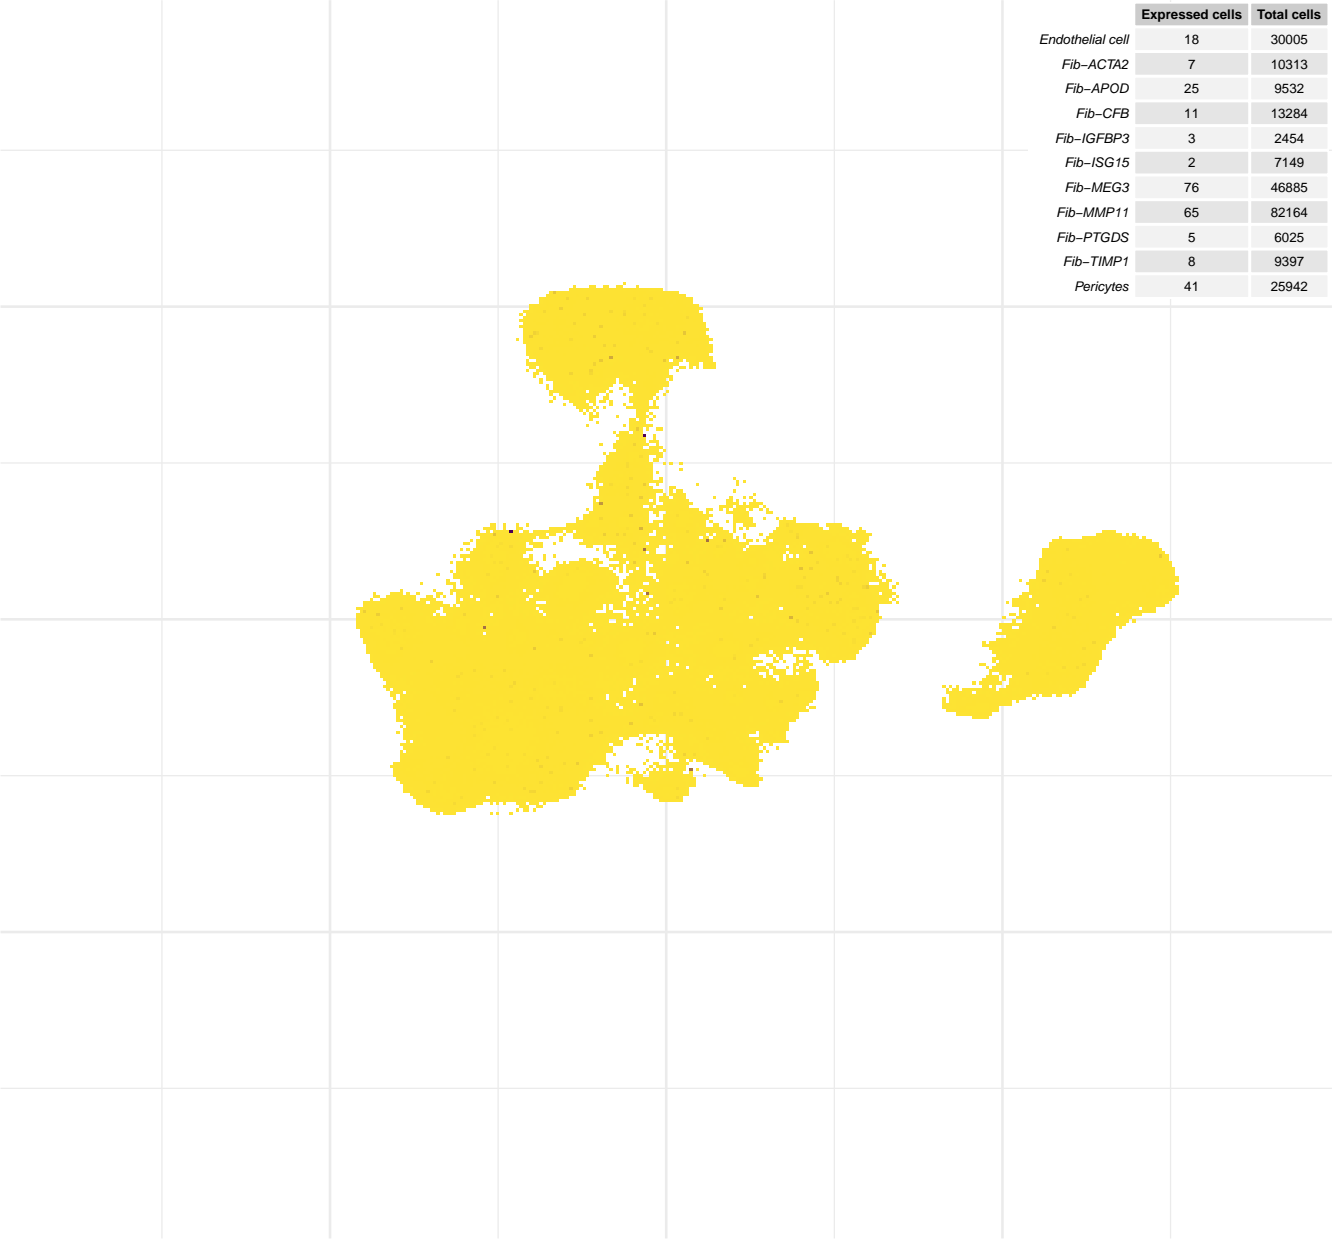 Expressed cells Total cells
Endothelial cell 18 30005
Fib−ACTA2 7 10313
Fib−APOD 25 9532
Fib−CFB 11 13284
Fib−IGFBP3 3 2454
Fib−ISG15 2 7149
Fib−MEG3 76 46885
Fib−MMP11 65 82164
Fib−PTGDS 5 6025
Fib−TIMP1 8 9397
Pericytes 41 25942